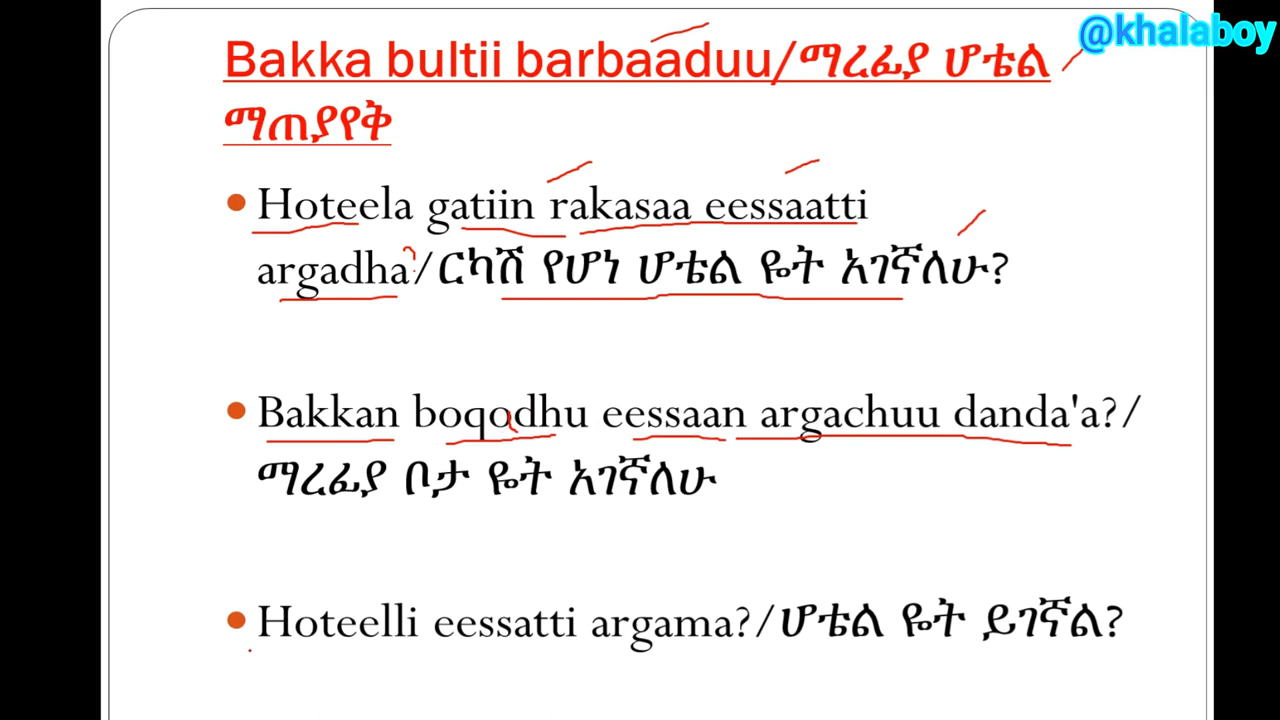 @khalaboy
Bakka bultii barbaaduu/ማረፊያ ሆቴል
ማጠያየቅ
Hoteela gatiin rakasaa eessaatti
argadha?/ርካሽ የሆነ ሆቴል ዬት አገኛለሁ?
Bakkan boqodhu eessaan argachuu danda'a?/
ማረፊያ ቦታ ዬት አገኛለሁ
Hoteelli eessatti argama?/ሆቴል ዬት ይገኛል?